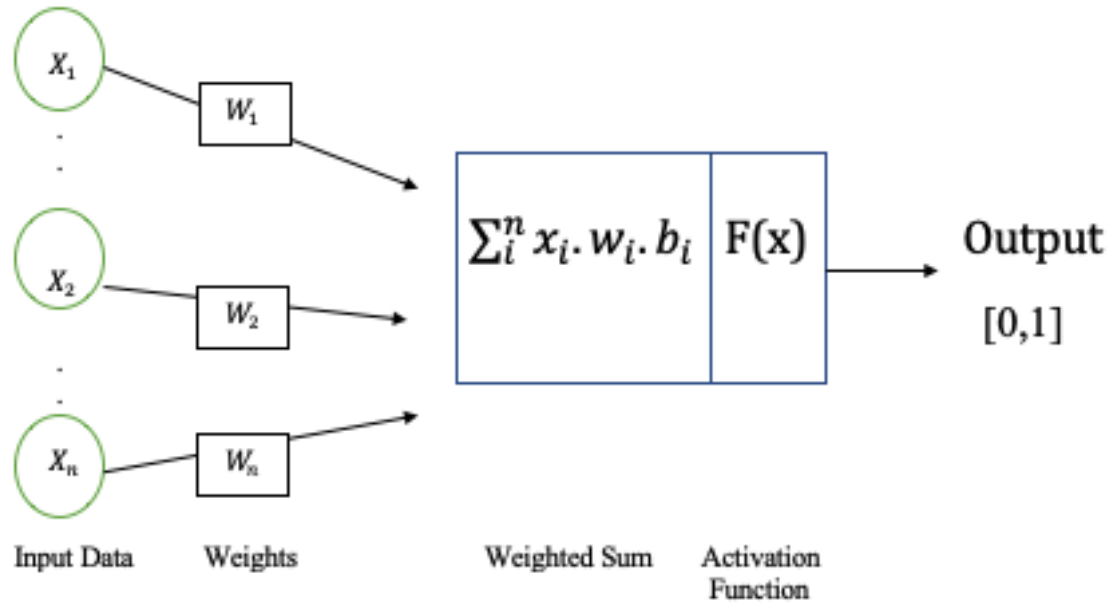 X₁
W₁
X₂
W₂
Xₙ
Wₙ
∑ᵢⁿ xᵢ. wᵢ. bᵢ
F(x)
Output
[0,1]
Input Data
Weights
Weighted Sum
Activation
Function